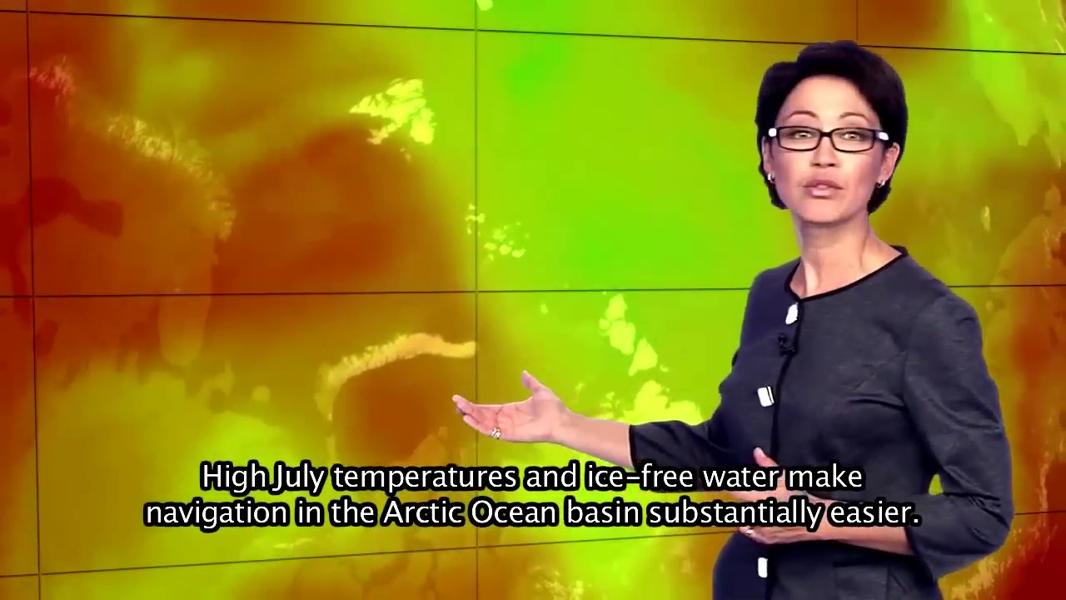 High July temperatures and ice-free water make
navigation in the Arctic Ocean basin substantially easier.